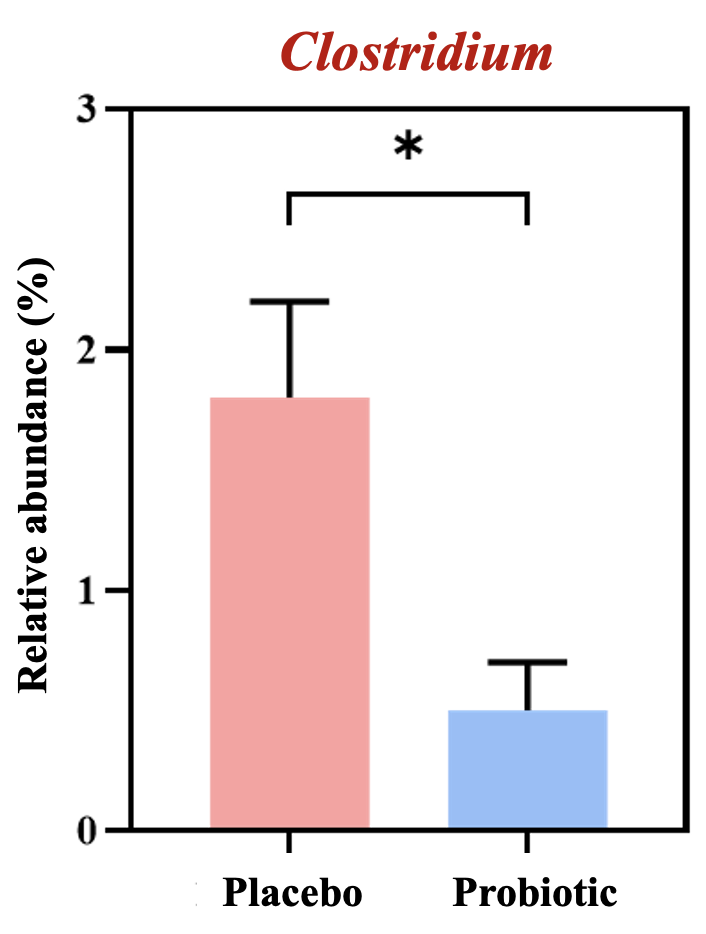 Clostridium
3
*
2
1
0
Relative abundance (%)
Placebo Probiotic